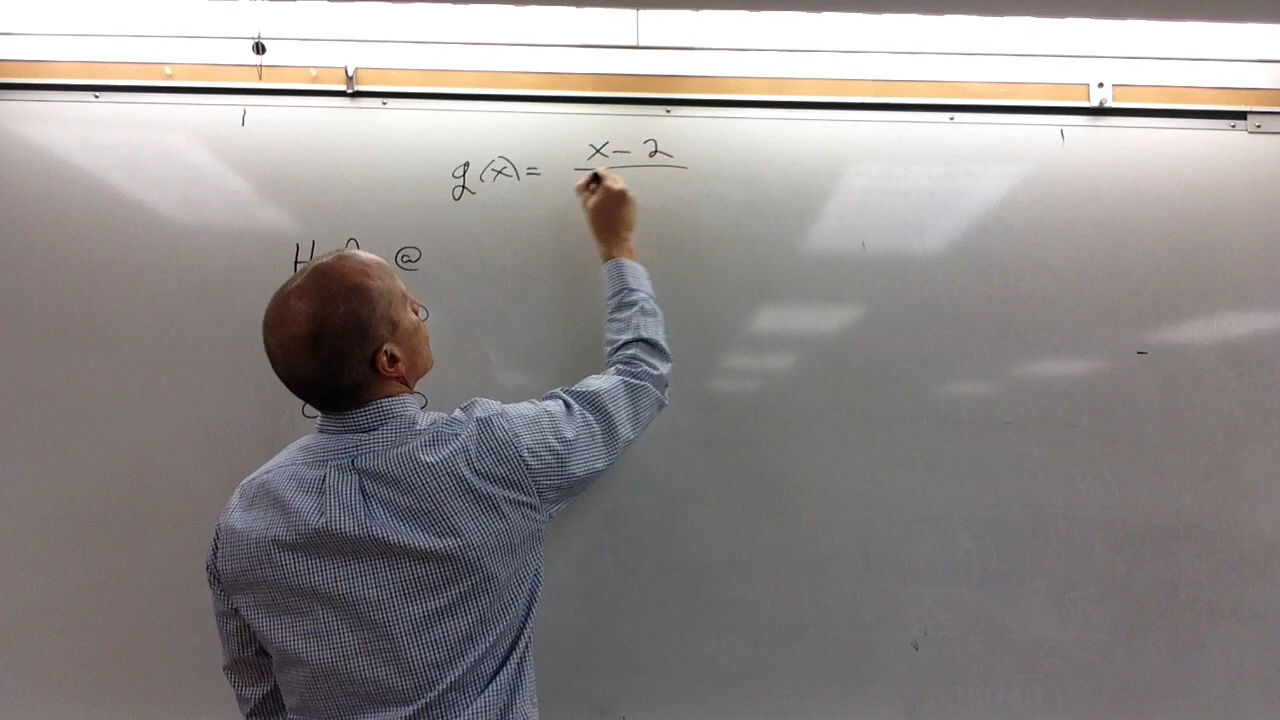 g(x) = x - 2
H @